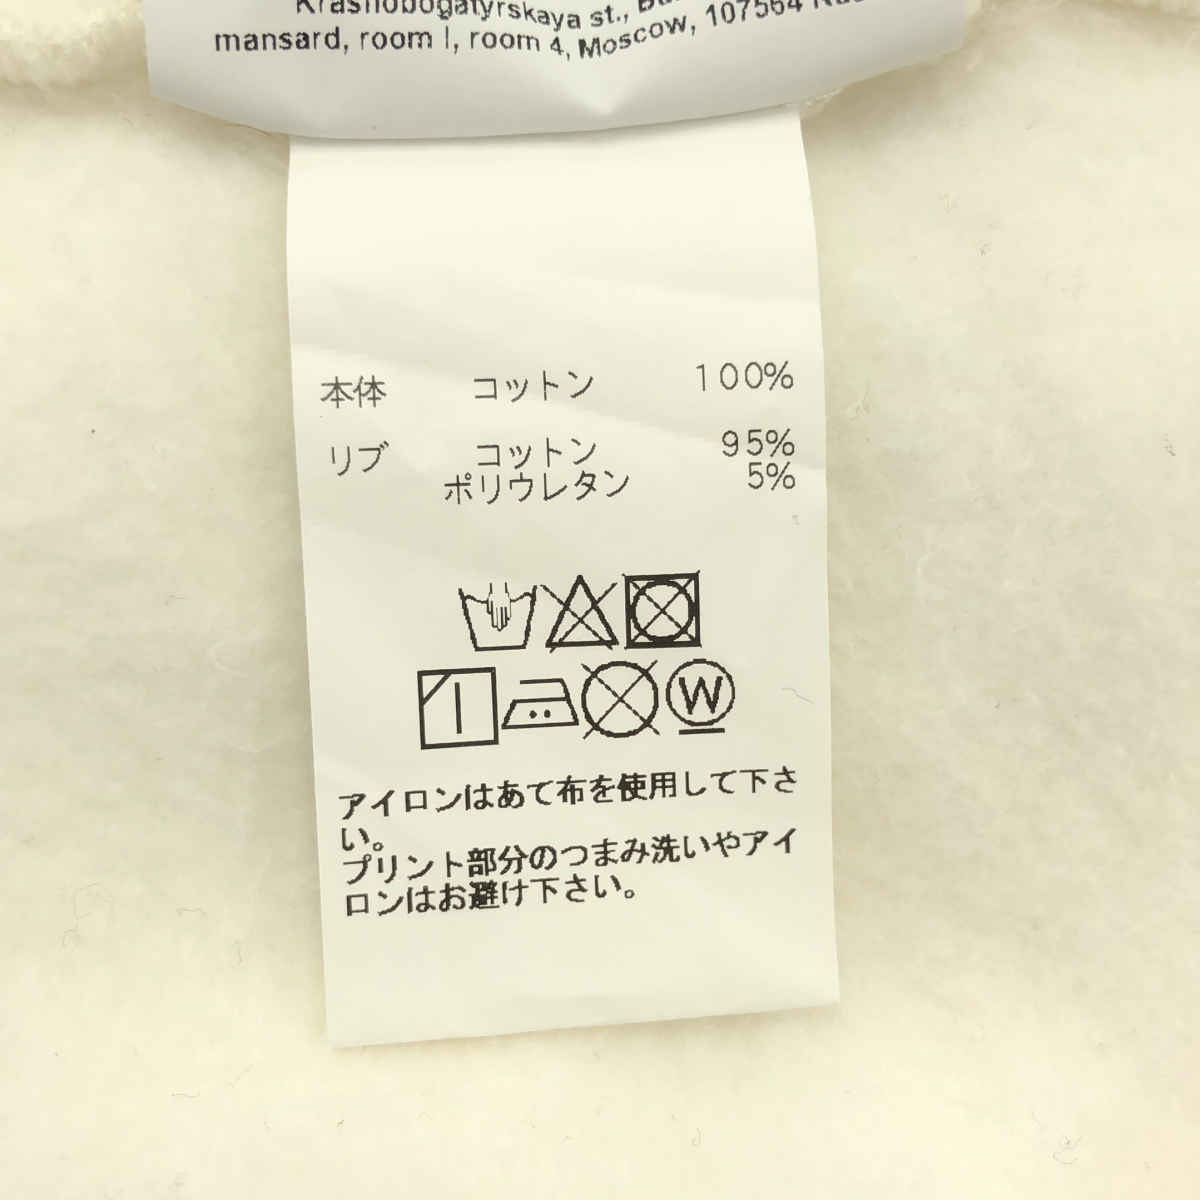 Krasnobogatyrskaya st.,
mansard, room I, room 4, Moscow, 107564
本体 コットン 100%
リブ コットン 95%
ポリウレタン 5%
W
アイロンはあて布を使用して下さ
い。
プリント部分のつまみ洗いやアイ
ロンはお避け下さい。